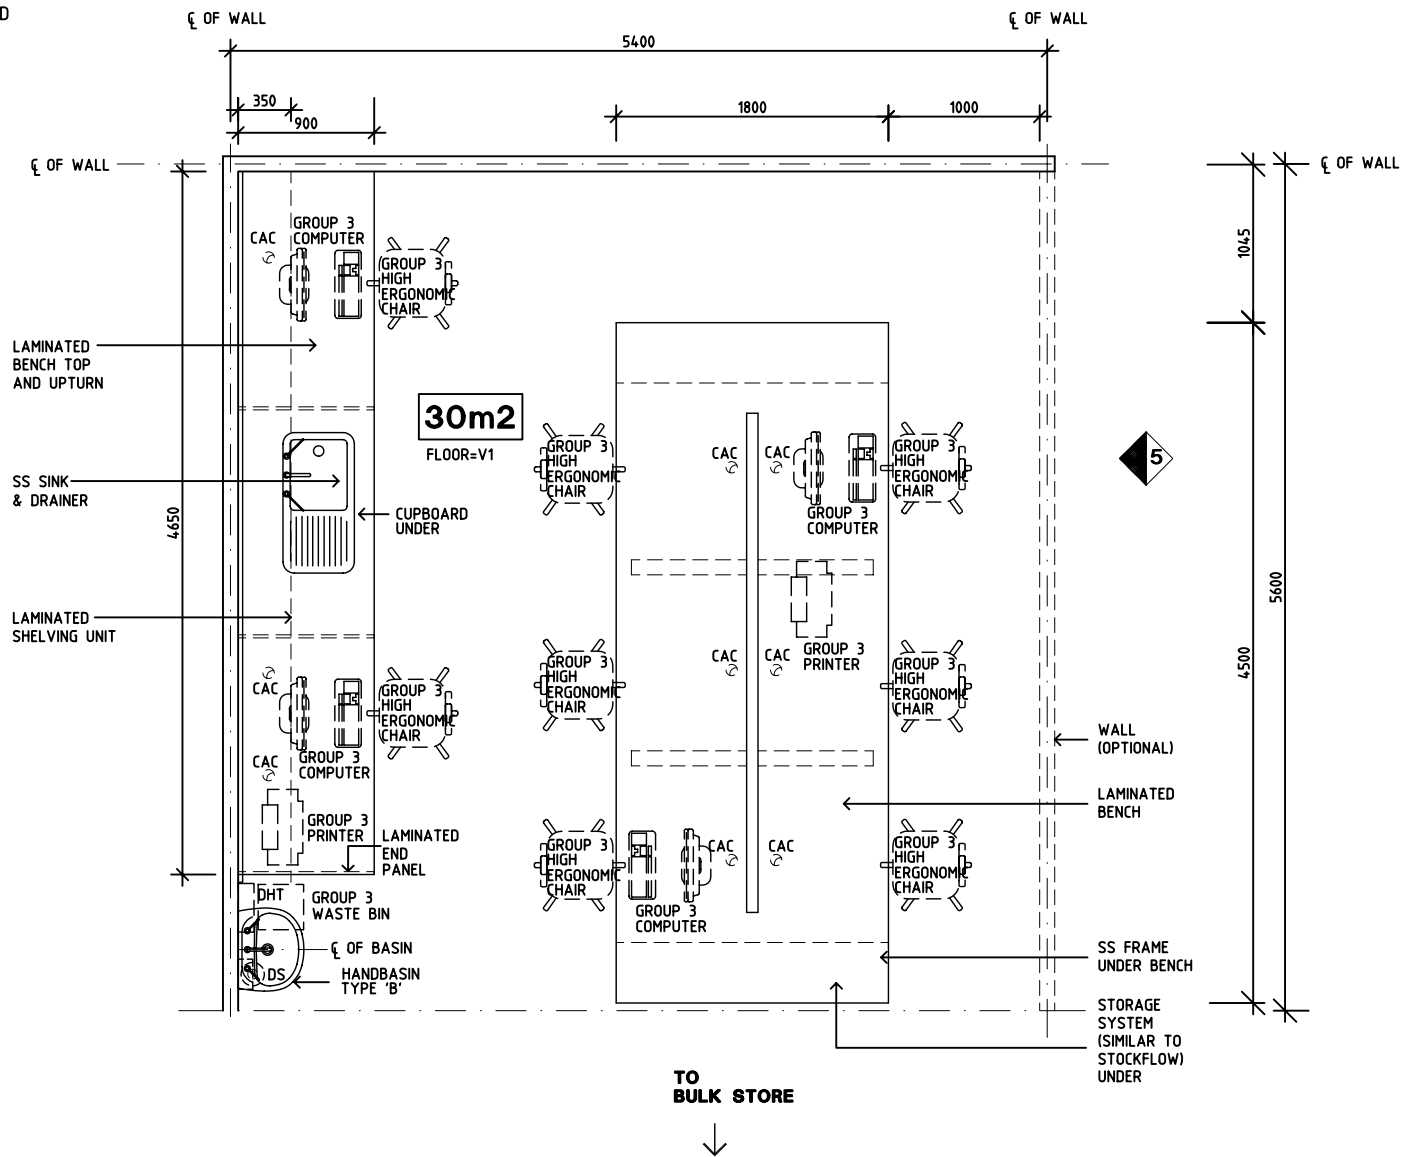 D
℄ OF WALL
℄ OF WALL
5400
350
900
1800
1000
℄ OF WALL
℄ OF WALL
CAC
GROUP 3
COMPUTER
GROUP 3
HIGH
ERGONOMIC
CHAIR
1045
LAMINATED
BENCH TOP
AND UPTURN
30m2
FLOOR=V1
GROUP 3
HIGH
ERGONOMIC
CHAIR
CAC
CAC
GROUP 3
HIGH
ERGONOMIC
CHAIR
5
SS SINK
& DRAINER
CUPBOARD
UNDER
GROUP 3
COMPUTER
4650
5600
LAMINATED
SHELVING UNIT
CAC
CAC
GROUP 3
PRINTER
4500
CAC
GROUP 3
HIGH
ERGONOMIC
CHAIR
GROUP 3
HIGH
ERGONOMIC
CHAIR
GROUP 3
HIGH
ERGONOMIC
CHAIR
WALL
(OPTIONAL)
GROUP 3
COMPUTER
CAC
LAMINATED
BENCH
GROUP 3
PRINTER
LAMINATED
END
PANEL
GROUP 3
HIGH
ERGONOMIC
CHAIR
CAC
CAC
GROUP 3
HIGH
ERGONOMIC
CHAIR
DHT
GROUP 3
WASTE BIN
GROUP 3
COMPUTER
℄ OF BASIN
SS FRAME
UNDER BENCH
DS
HANDBASIN
TYPE 'B'
STORAGE
SYSTEM
(SIMILAR TO
STOCKFLOW)
UNDER
TO
BULK STORE